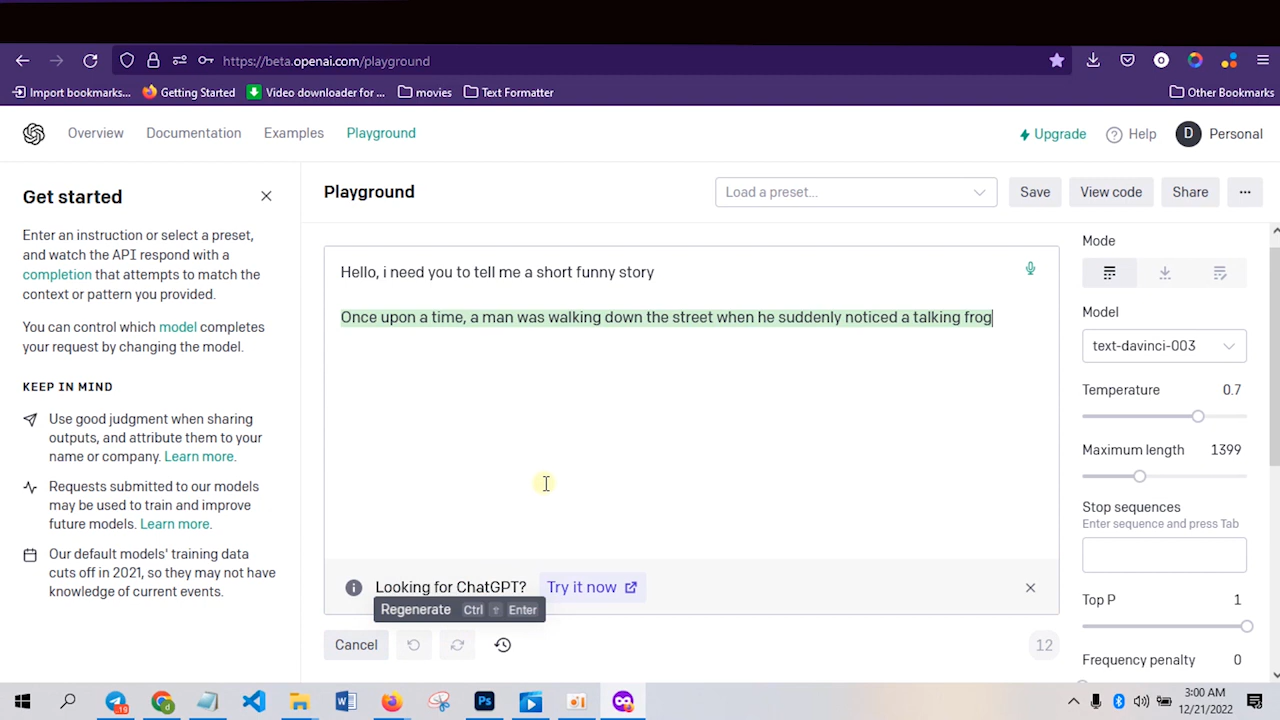 https://beta.openai.com/playground
Import bookmarks...
Getting Started
Video downloader for ...
movies
Text Formatter
Other Bookmarks
Overview
Documentation
Examples
Playground
Upgrade
Help
D
Personal
Get started
Enter an instruction or select a preset,
and watch the API respond with a
completion that attempts to match the
context or pattern you provided.
You can control which model completes
your request by changing the model.
KEEP IN MIND
Use good judgment when sharing
outputs, and attribute them to your
name or company. Learn more.
Requests submitted to our models
may be used to train and improve
future models. Learn more.
Our default models' training data
cuts off in 2021, so they may not have
knowledge of current events.
Playground
Load a preset...
Save
View code
Share
Hello, i need you to tell me a short funny story
Once upon a time, a man was walking down the street when he suddenly noticed a talking frog
Looking for ChatGPT? Try it now
Regenerate Ctrl ⇧ Enter
Cancel
12
Mode
Model
text-davinci-003
Temperature 0.7
Maximum length 1399
Stop sequences
Enter sequence and press Tab
Top P 1
Frequency penalty 0
19
3:00 AM
12/21/2022